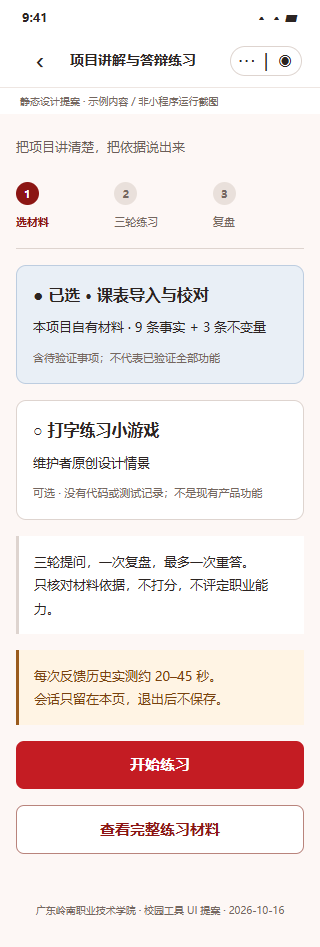 9:41
项目讲解与答辩练习
静态设计提案 · 示例内容 / 非小程序运行截图
把项目讲清楚，把依据说出来
1 2 3
选材料 三轮练习 复盘
已选 • 课表导入与校对
本项目自有材料 · 9 条事实 + 3 条不变量
含待验证事项；不代表已验证全部功能
打字练习小游戏
维护者原创设计情景
可选 · 没有代码或测试记录；不是现有产品功能
三轮提问，一次复盘，最多一次重答。
只核对材料依据，不打分，不评定职业能
力。
每次反馈历史实测约 20–45 秒。
会话只留在本页，退出后不保存。
开始练习
查看完整练习材料
广东岭南职业技术学院 · 校园工具 UI 提案 · 2026-10-16